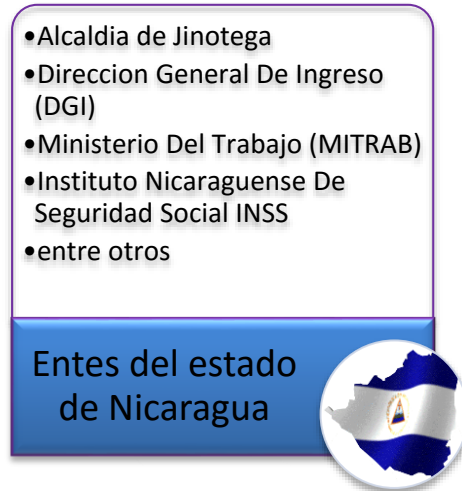 •Alcaldia de Jinotega
•Direccion General De Ingreso
(DGI)
•Ministerio Del Trabajo (MITRAB)
•Instituto Nicaraguense De
Seguridad Social INSS
•entre otros
Entes del estado
de Nicaragua